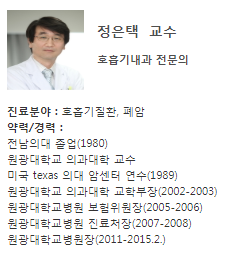 정은택 교수
호흡기내과 전문의
진료분야 : 호흡기질환, 폐암
약력/경력 :
전남의대 졸업(1980)
원광대학교 의과대학 교수
미국 texas 의대 암센터 연수(1989)
원광대학교 의과대학 교학부장(2002-2003)
원광대학교병원 보험위원장(2005-2006)
원광대학교병원 진료처장(2007-2008)
원광대학교병원장(2011-2015.2.)